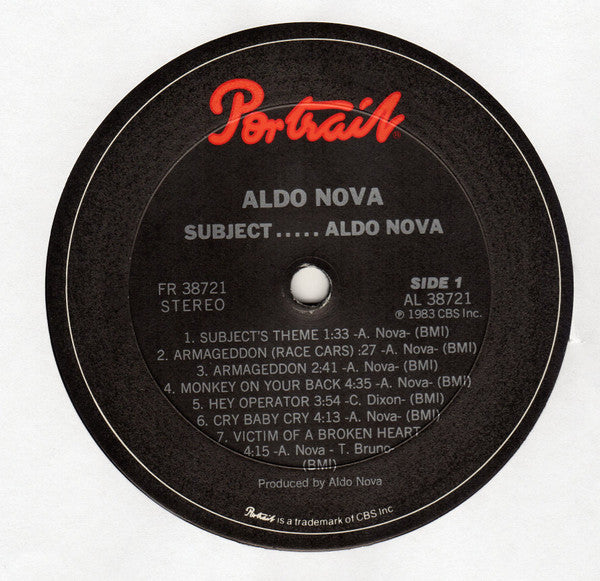 Portrait
ALDO NOVA
SUBJECT..... ALDO NOVA
FR 38721
STEREO
SIDE 1
AL 38721
℗ 1983 CBS Inc.
1. SUBJECT'S THEME 1:33 -A. Nova- (BMI)
2. ARMAGEDDON (RACE CARS) :27 -A. Nova- (BMI)
3. ARMAGEDDON 2:41 -A. Nova- (BMI)
4. MONKEY ON YOUR BACK 4:35 -A. Nova- (BMI)
5. HEY OPERATOR 3:54 -C. Dixon- (BMI)
6. CRY BABY CRY 4:13 -A. Nova- (BMI)
7. VICTIM OF A BROKEN HEART
4:15 -A. Nova - T. Bruno-
(BMI)
Produced by Aldo Nova
Portrait is a trademark of CBS Inc